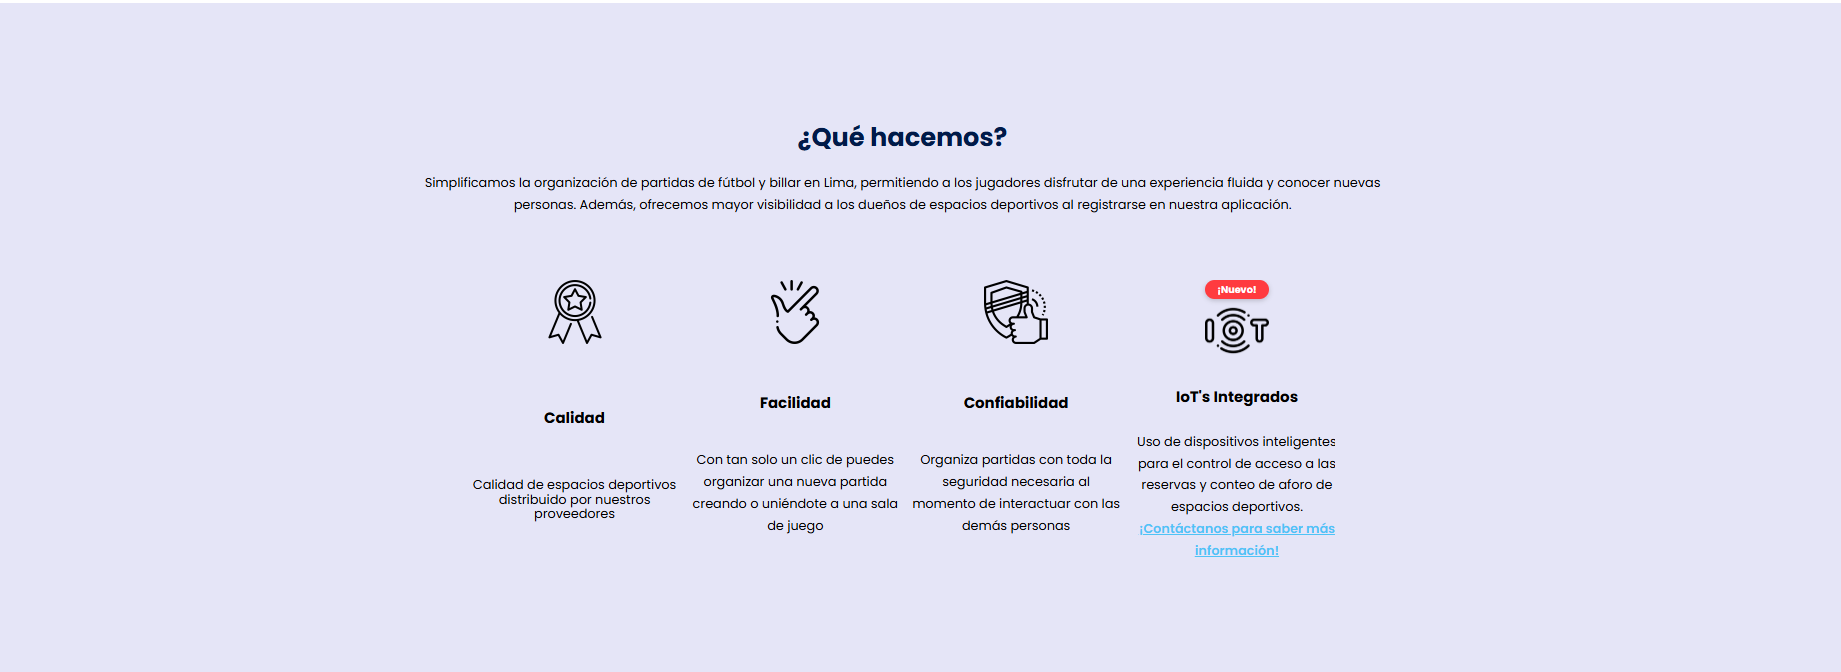 ¿Qué hacemos?
Simplificamos la organización de partidas de fútbol y billar en Lima, permitiendo a los jugadores disfrutar de una experiencia fluida y conocer nuevas
personas. Además, ofrecemos mayor visibilidad a los dueños de espacios deportivos al registrarse en nuestra aplicación.
Calidad
Calidad de espacios deportivos
distribuido por nuestros
proveedores
Facilidad
Con tan solo un clic de puedes
organizar una nueva partida
creando o uniéndote a una sala
de juego
Confiabilidad
Organiza partidas con toda la
seguridad necesaria al
momento de interactuar con las
demás personas
¡Nuevo!
IOT
IoT's Integrados
Uso de dispositivos inteligentes
para el control de acceso a las
reservas y conteo de aforo de
espacios deportivos.
¡Contáctanos para saber más
información!